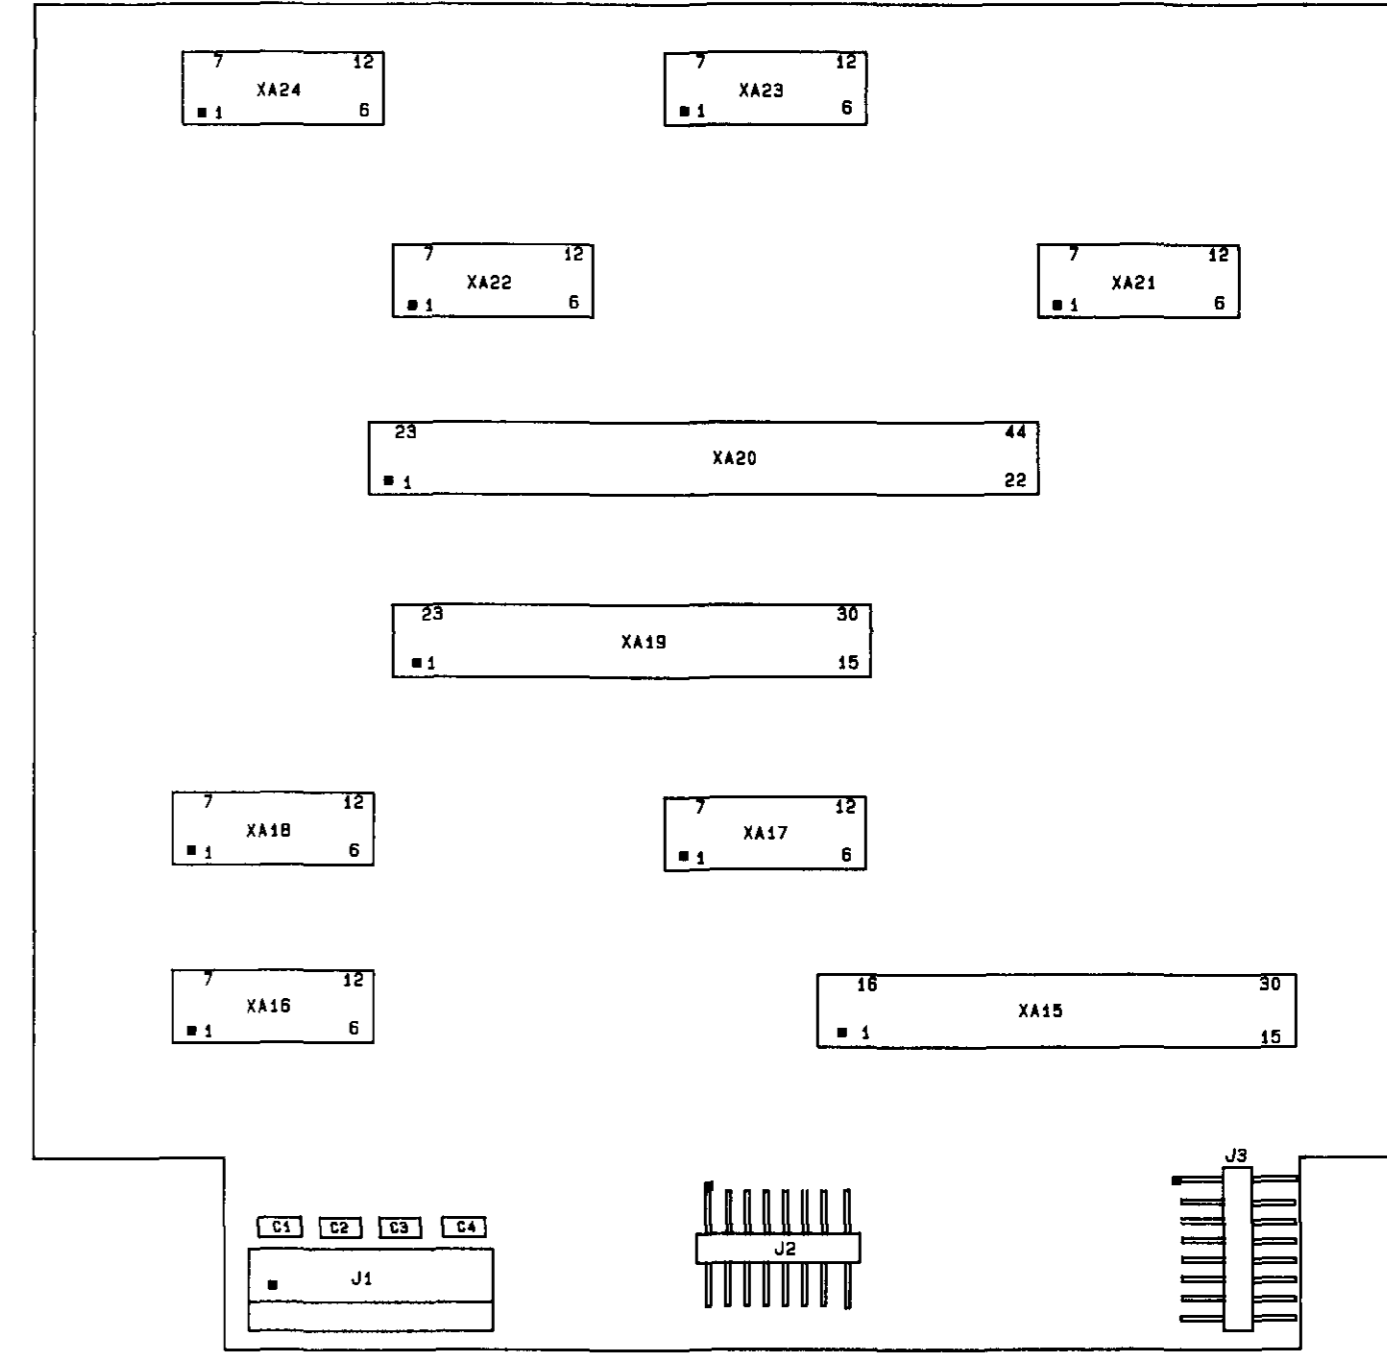 7 12 7 12
XA24 XA23
1 6 1 6
7 12 7 12
XA22 XA21
1 6 1 6
23 44
XA20
1 22
23 30
XA19
1 15
7 12 7 12
XA18 XA17
1 6 1 6
7 12 16 30
XA16 XA15
1 6 1 15
J3
C1 C2 C3 C4
J2
J1